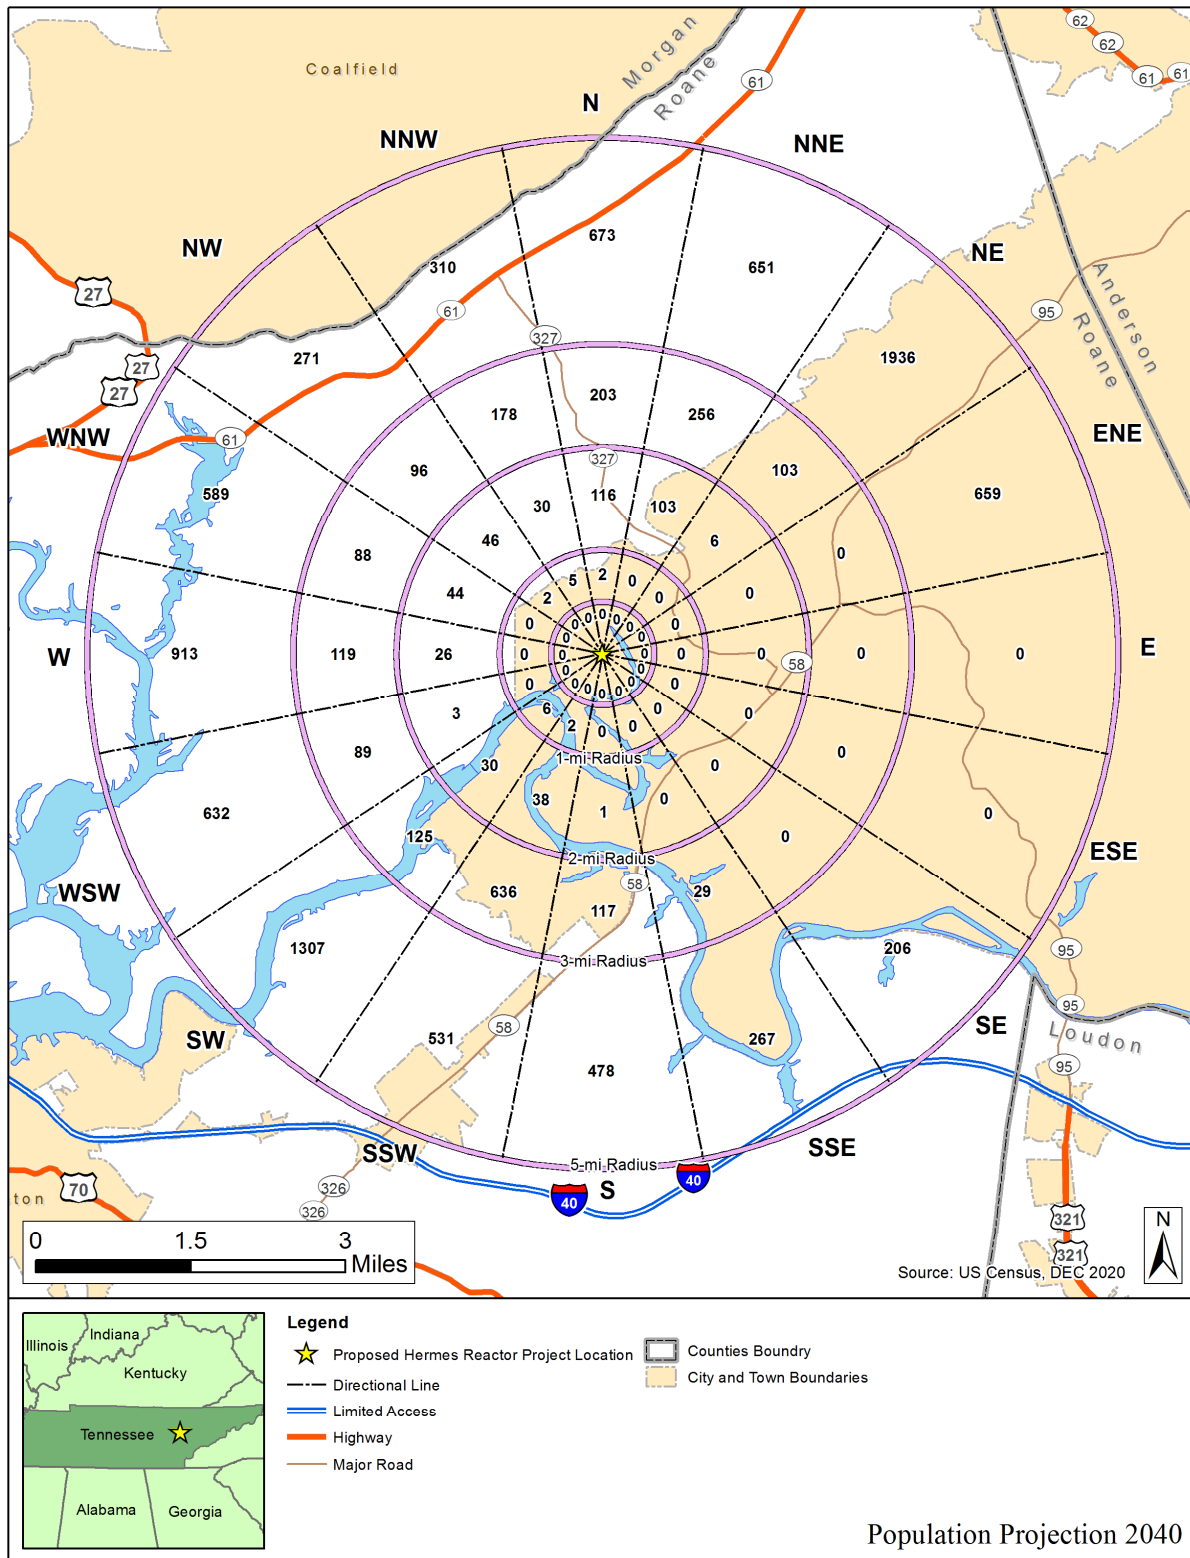 Coalfield
Morgan
Roane
62
62
61
61
61
N
NNW
NNE
NW
NE
673
310
651
27
61
95
Anderson
Roane
327
271
27
27
1936
WNW
61
178
203
256
ENE
96
327
103
589
30
116
103
659
46
6
88
0
5
2
0
44
2
0
0
0
0
0
0
0
0
0
0
0
0
W
913
119
26
0
0
0
0
0
58
0
0
E
0
0
0
0
0
0
0
0
0
0
3
6
0
0
2
0
0
89
1-mi Radius
0
30
0
632
38
1
0
0
125
2-mi Radius
0
ESE
WSW
636
58
29
117
1307
3-mi Radius
206
95
58
95
SW
531
267
SE
Loudon
478
95
SSW
SSE
5-mi Radius
S
40
40
70
ton
326
326
321
321
0 1.5 3
Miles
N
Source: US Census, DEC 2020
Illinois
Indiana
Kentucky
Tennessee
Alabama
Georgia
Legend
Proposed Hermes Reactor Project Location
Directional Line
Limited Access
Highway
Major Road
Counties Boundry
City and Town Boundaries
Population Projection 2040